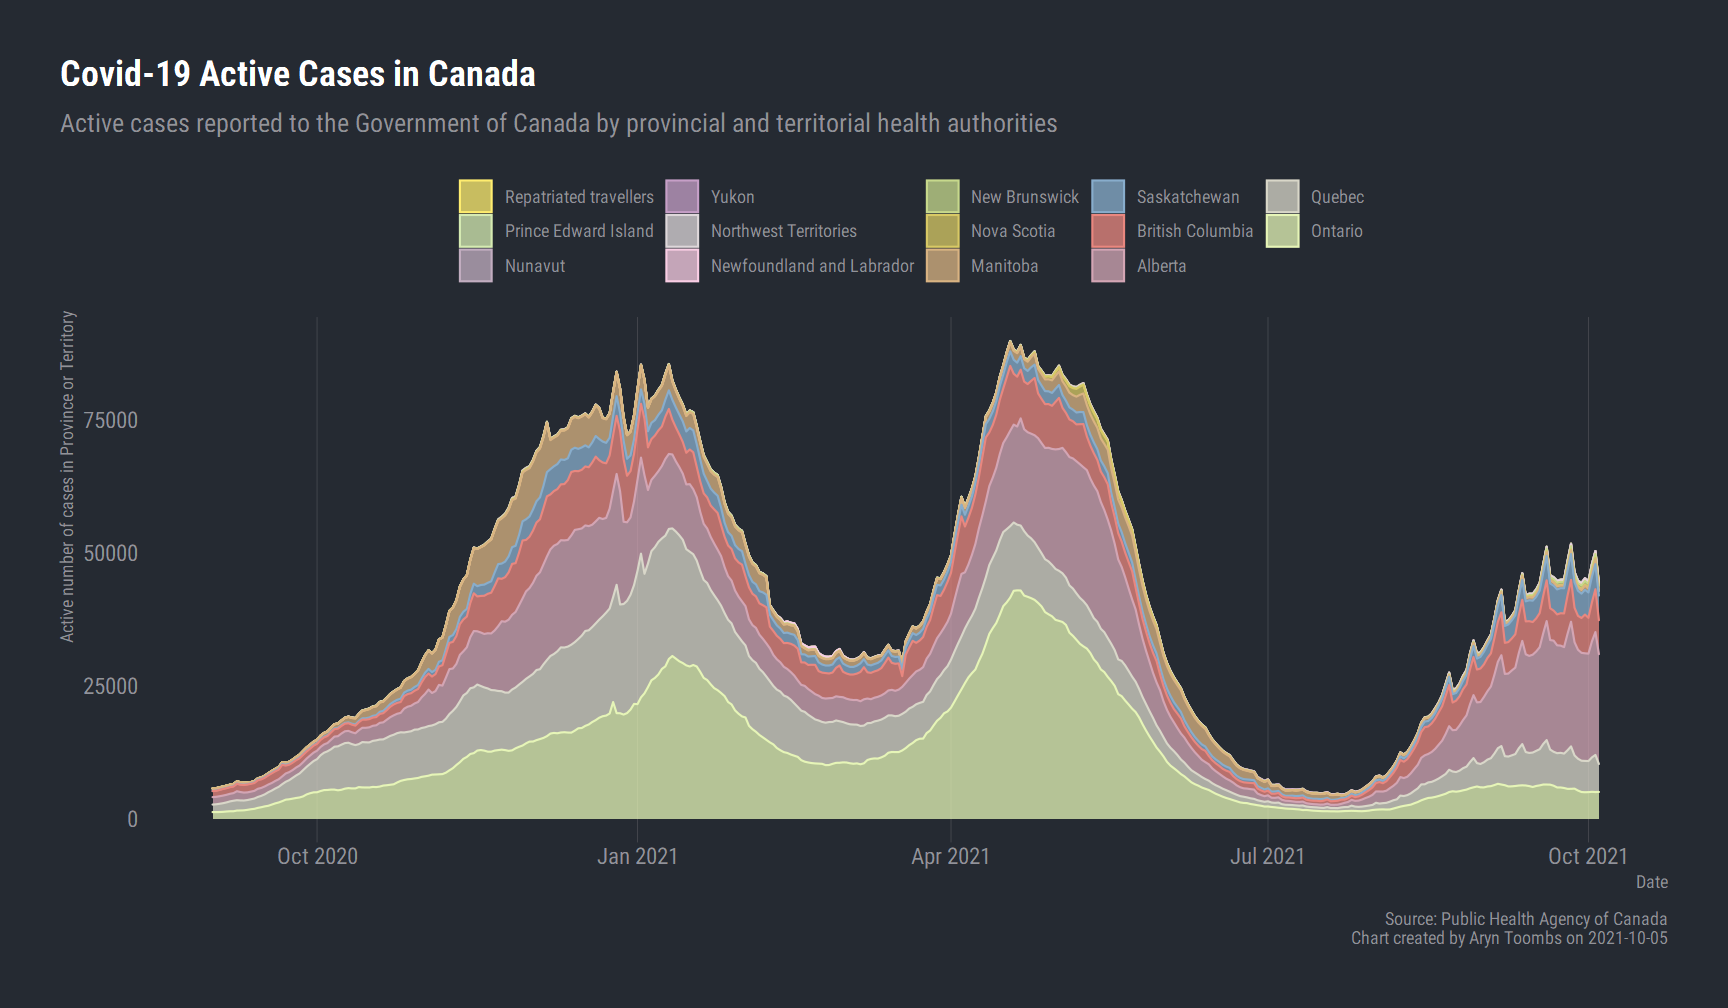 Covid-19 Active Cases in Canada
Active cases reported to the Government of Canada by provincial and territorial health authorities
Repatriated travellers
Yukon
New Brunswick
Saskatchewan
Quebec
Prince Edward Island
Northwest Territories
Nova Scotia
British Columbia
Ontario
Nunavut
Newfoundland and Labrador
Manitoba
Alberta
Active number of cases in Province or Territory
75000
50000
25000
0
Oct 2020
Jan 2021
Apr 2021
Jul 2021
Oct 2021
Date
Source: Public Health Agency of Canada
Chart created by Aryn Toombs on 2021-10-05